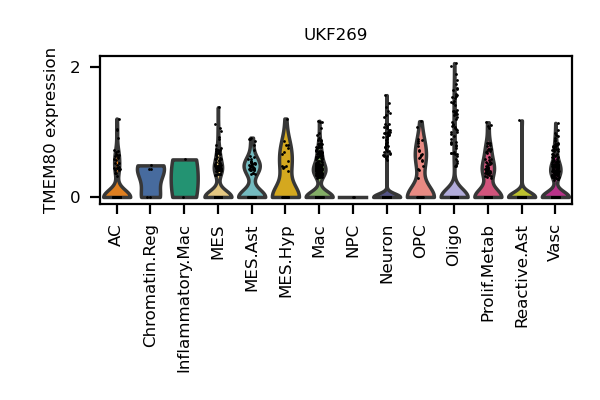 UKF269
TMEM80 expression
2
0
AC
Chromatin.Reg
Inflammatory.Mac
MES
MES.Ast
MES.Hyp
Mac
NPC
Neuron
OPC
Oligo
Prolif.Metab
Reactive.Ast
Vasc